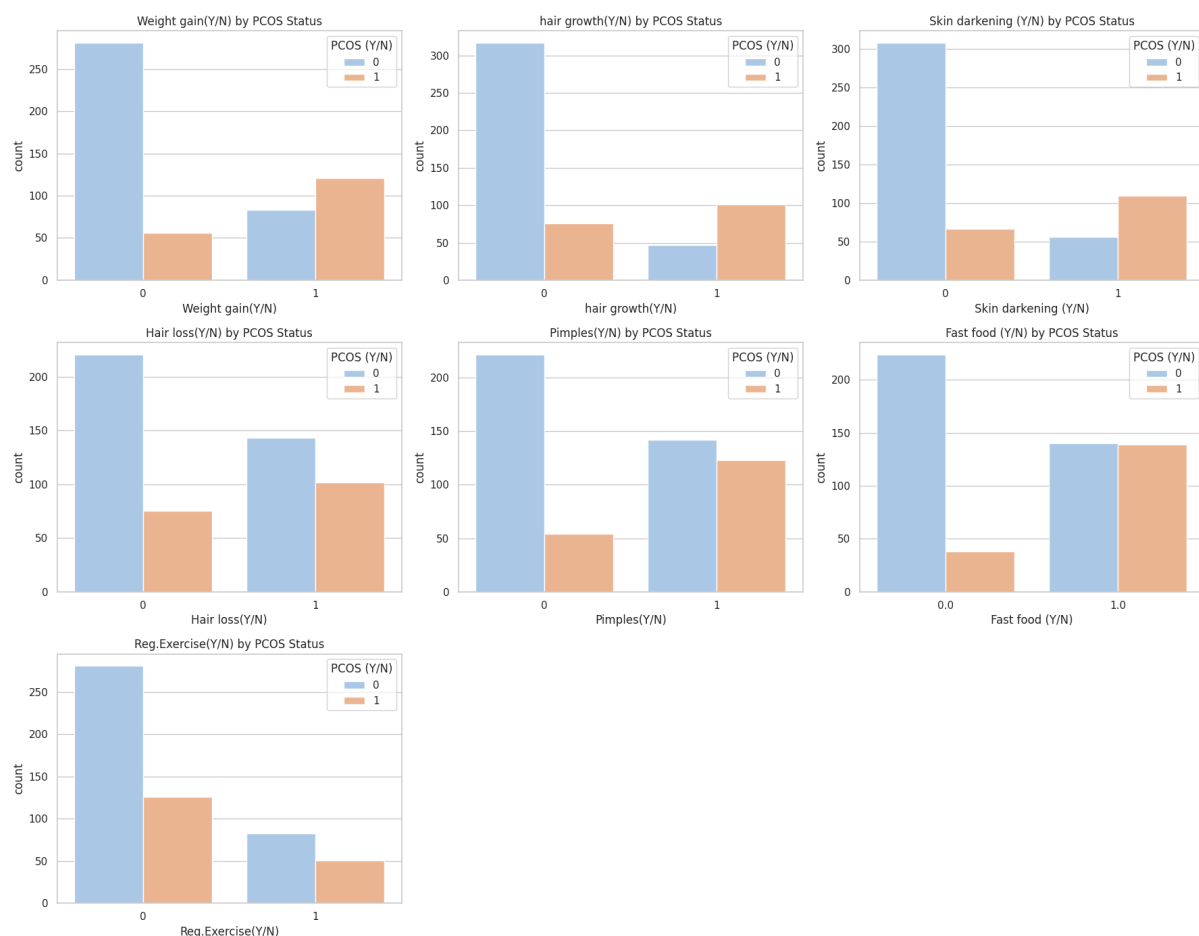 Weight gain(Y/N) by PCOS Status
PCOS (Y/N)
0
1
250
200
150
100
50
0
count
0 1
Weight gain(Y/N)
hair growth(Y/N) by PCOS Status
PCOS (Y/N)
0
1
300
250
200
150
100
50
0
count
0 1
hair growth(Y/N)
Skin darkening (Y/N) by PCOS Status
PCOS (Y/N)
0
1
300
250
200
150
100
50
0
count
0 1
Skin darkening (Y/N)
Hair loss(Y/N) by PCOS Status
PCOS (Y/N)
0
1
200
150
100
50
0
count
0 1
Hair loss(Y/N)
Pimples(Y/N) by PCOS Status
PCOS (Y/N)
0
1
200
150
100
50
0
count
0 1
Pimples(Y/N)
Fast food (Y/N) by PCOS Status
PCOS (Y/N)
0
1
200
150
100
50
0
count
0.0 1.0
Fast food (Y/N)
Reg.Exercise(Y/N) by PCOS Status
PCOS (Y/N)
0
1
250
200
150
100
50
0
count
0 1
Reg.Exercise(Y/N)